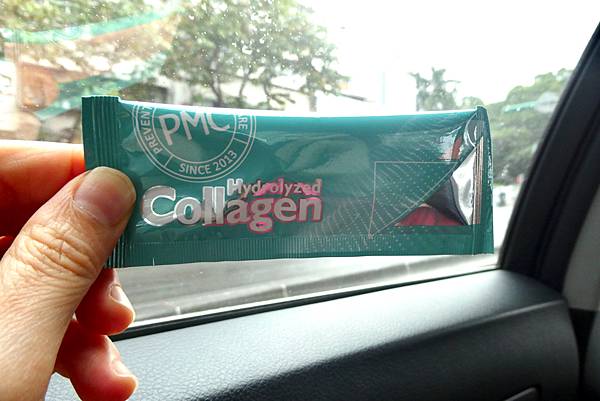 PMC
SINCE 2013
Hydrolyzed
Collagen